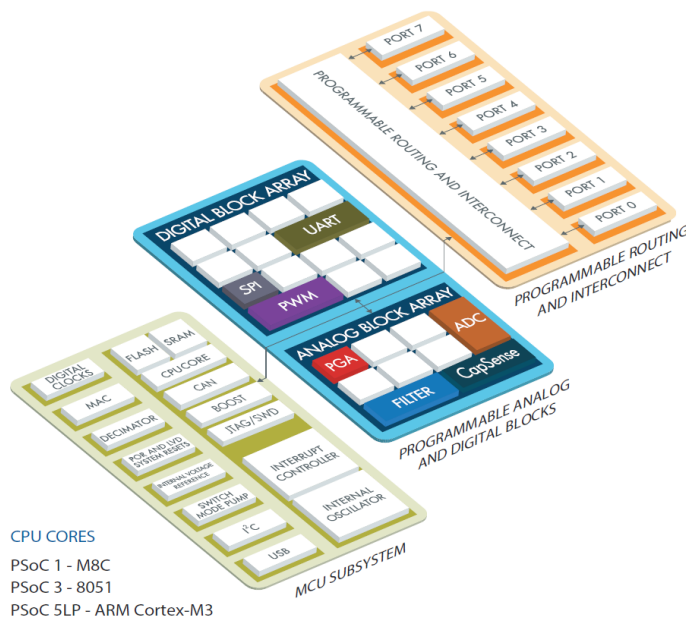 PORT 7
PORT 6
PORT 5
PORT 4
PORT 3
PORT 2
PORT 1
PORT 0
PROGRAMMABLE ROUTING AND INTERCONNECT
PROGRAMMABLE ROUTING
AND INTERCONNECT
DIGITAL BLOCK ARRAY
UART
SPI
PWM
ANALOG BLOCK ARRAY
ADC
PGA
CapSense
FILTER
PROGRAMMABLE ANALOG
AND DIGITAL BLOCKS
FLASH
SRAM
DIGITAL
CLOCKS
CPUCORE
MAC
CAN
DECIMATOR
BOOST
POR AND LVD
SYSTEM RESETS
JTAG/SWD
INTERNAL VOLTAGE
REFERENCE
INTERRUPT
CONTROLLER
SWITCH
MODE PUMP
INTERNAL
OSCILLATOR
I²C
USB
MCU SUBSYSTEM
CPU CORES
PSoC 1 - M8C
PSoC 3 - 8051
PSoC 5LP - ARM Cortex-M3